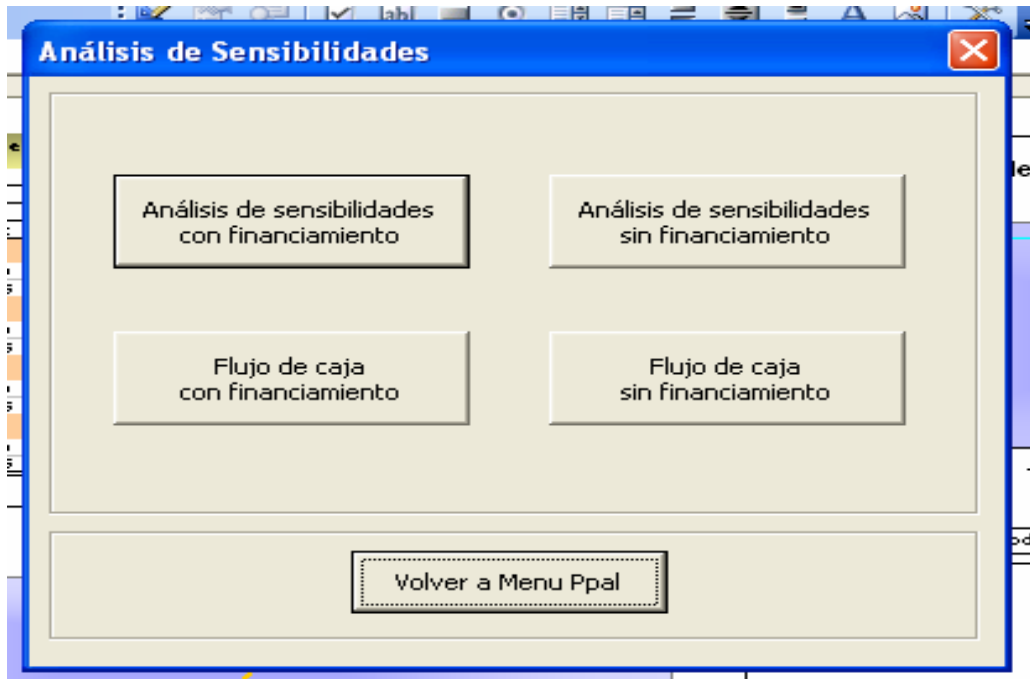 Análisis de Sensibilidades
Análisis de sensibilidades
con financiamiento
Análisis de sensibilidades
sin financiamiento
Flujo de caja
con financiamiento
Flujo de caja
sin financiamiento
Volver a Menu Ppal